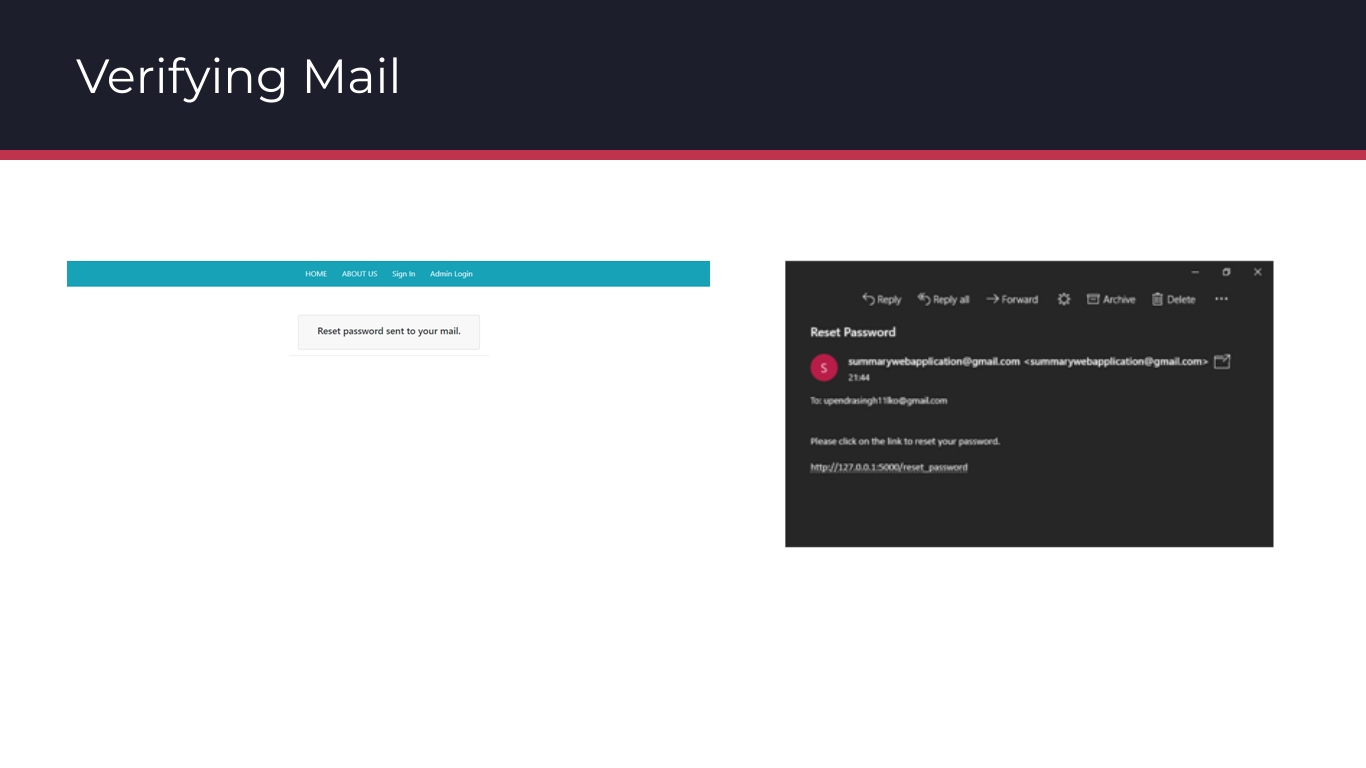 Verifying Mail
HOME ABOUT US Sign In Admin Login
Reset password sent to your mail.
Reply Reply all Forward Archive Delete
Reset Password
S
summarywebapplication@gmail.com <summarywebapplication@gmail.com>
21:44
To: upendrasingh11lko@gmail.com
Please click on the link to reset your password.
http://127.0.0.1:5000/reset_password